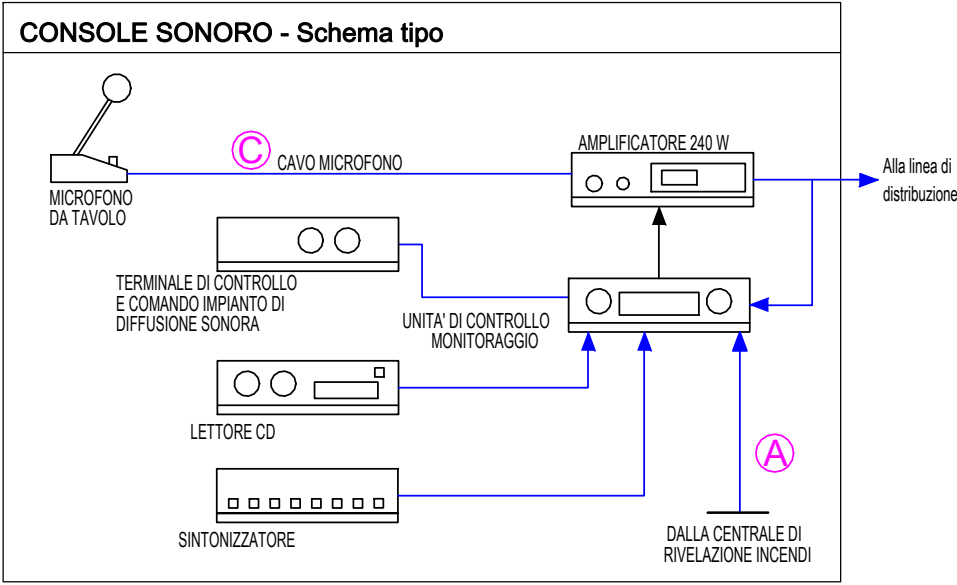 CONSOLE SONORO - Schema tipo
AMPLIFICATORE 240 W
C
CAVO MICROFONO
Alla linea di
distribuzione
MICROFONO
DA TAVOLO
TERMINALE DI CONTROLLO
E COMANDO IMPIANTO DI
DIFFUSIONE SONORA
UNITA' DI CONTROLLO
MONITORAGGIO
LETTORE CD
A
SINTONIZZATORE
DALLA CENTRALE DI
RIVELAZIONE INCENDI